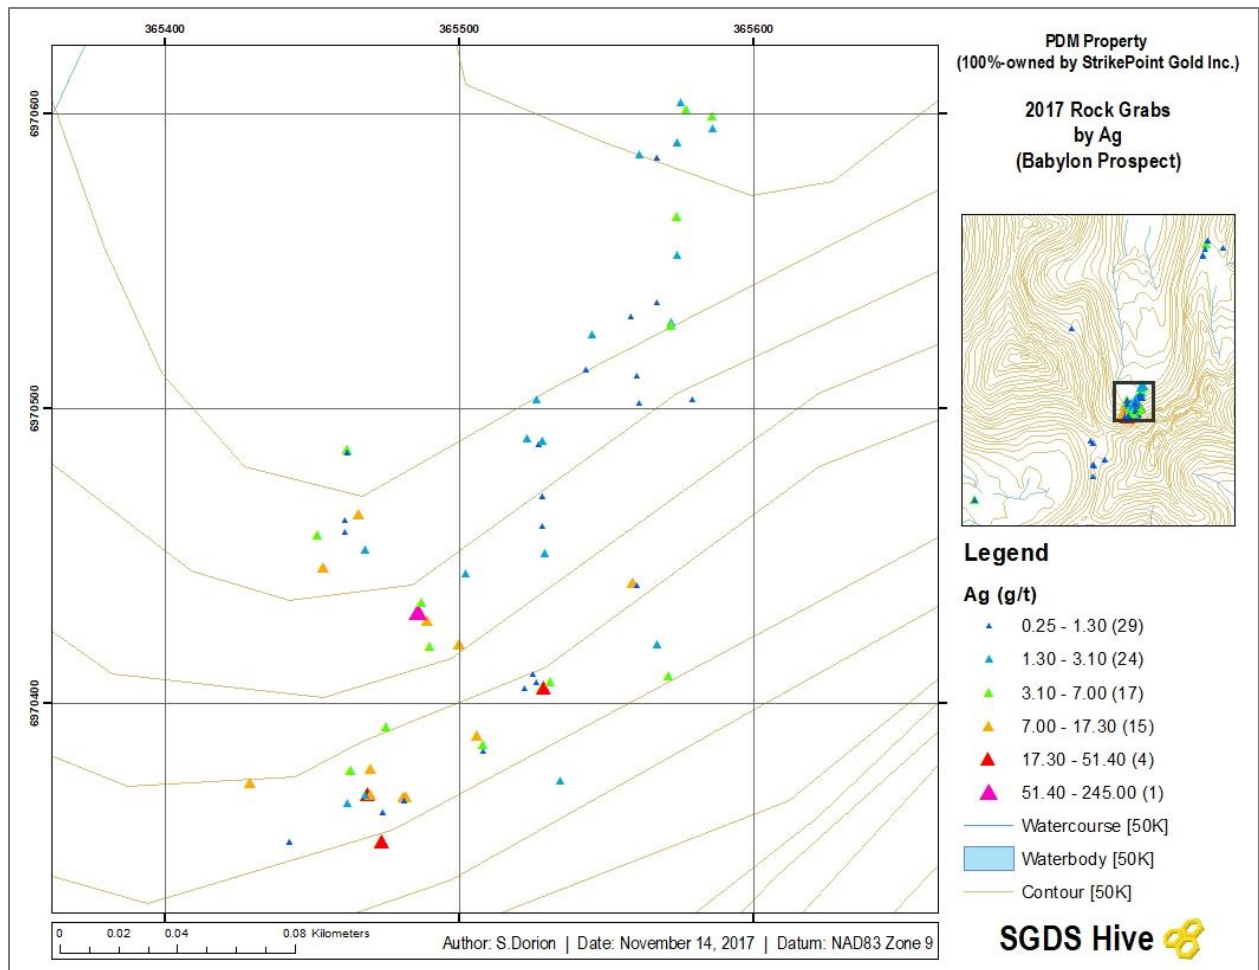 365400
365500
365600
6970600
6970500
6970400
0
0.02
0.04
0.08 Kilometers
Author: S.Dorion | Date: November 14, 2017 | Datum: NAD83 Zone 9
PDM Property
(100%-owned by StrikePoint Gold Inc.)
2017 Rock Grabs
by Ag
(Babylon Prospect)
Legend
Ag (g/t)
0.25 - 1.30 (29)
1.30 - 3.10 (24)
3.10 - 7.00 (17)
7.00 - 17.30 (15)
17.30 - 51.40 (4)
51.40 - 245.00 (1)
Watercourse [50K]
Waterbody [50K]
Contour [50K]
SGDS Hive